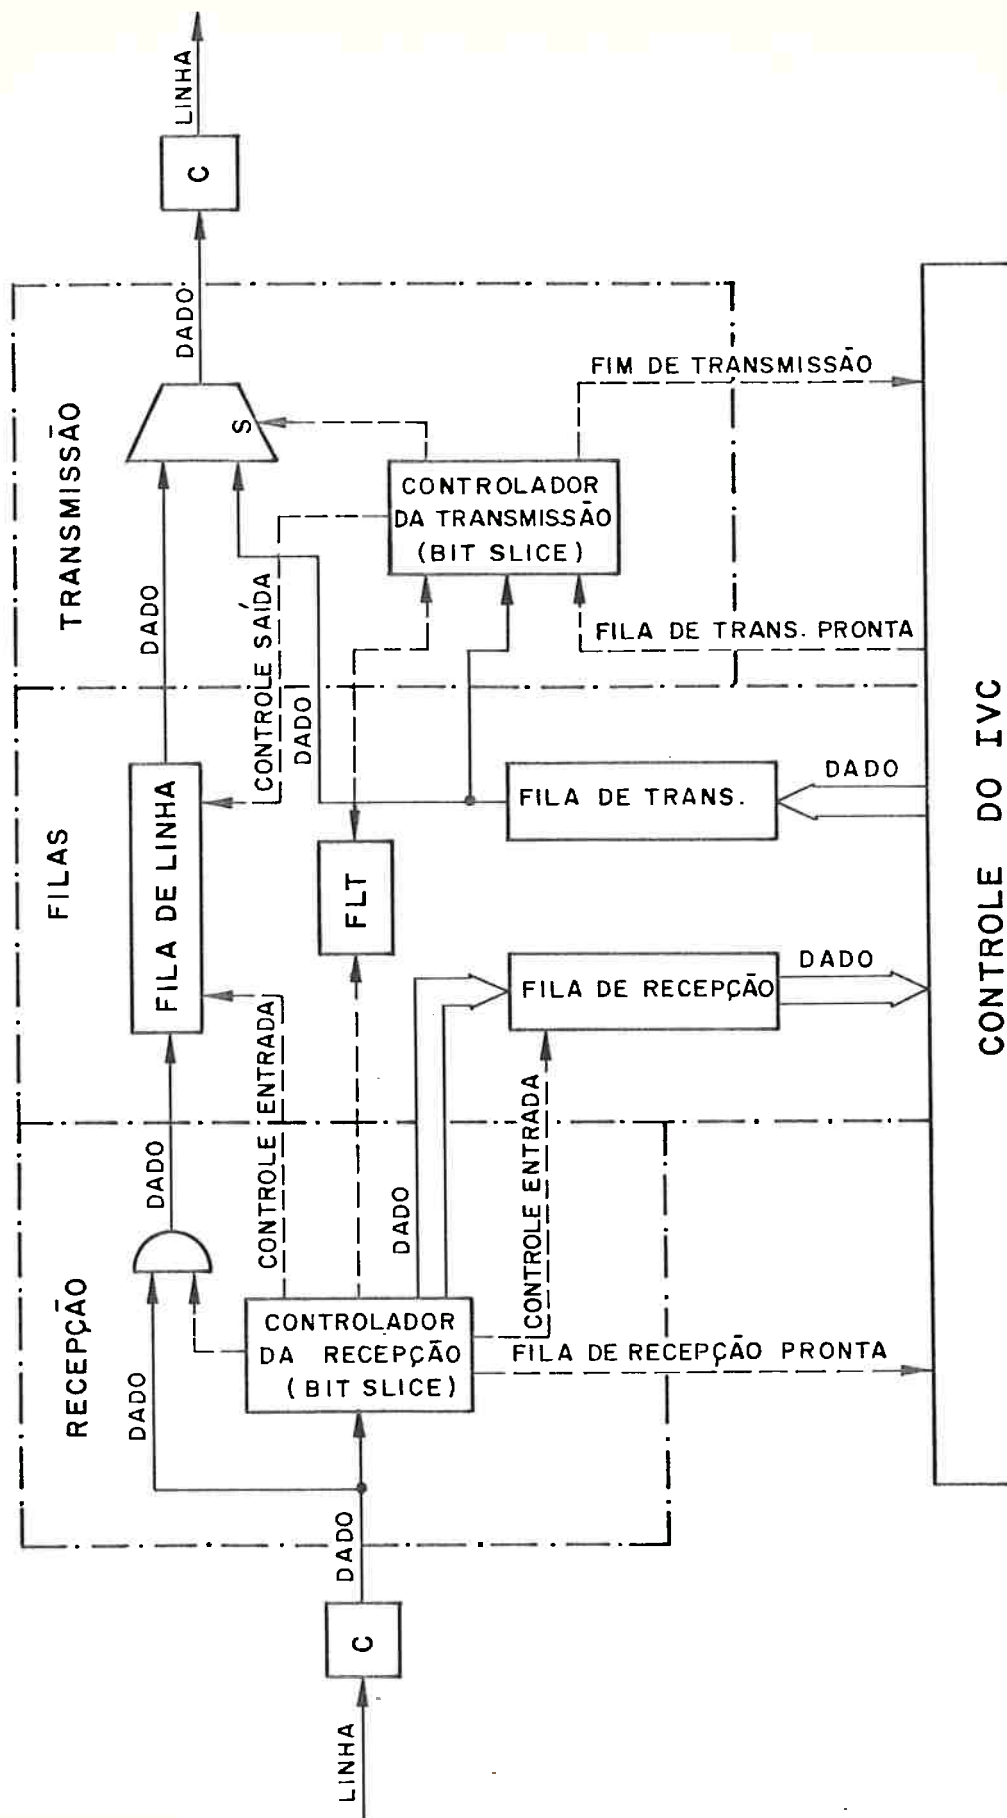 LINHA
C
DADO
TRANSMISSÃO
S
DADO
FIM DE TRANSMISSÃO
CONTROLADOR
DA TRANSMISSÃO
(BIT SLICE)
CONTROLE SAÍDA
DADO
FILA DE TRANS. PRONTA
FILAS
FILA DE LINHA
FLT
FILA DE TRANS.
DADO
FILA DE RECEPÇÃO
DADO
CONTROLE DO IVC
RECEPÇÃO
DADO
CONTROLE ENTRADA
DADO
CONTROLE ENTRADA
CONTROLADOR
DA RECEPÇÃO
(BIT SLICE)
FILA DE RECEPÇÃO PRONTA
DADO
DADO
C
LINHA